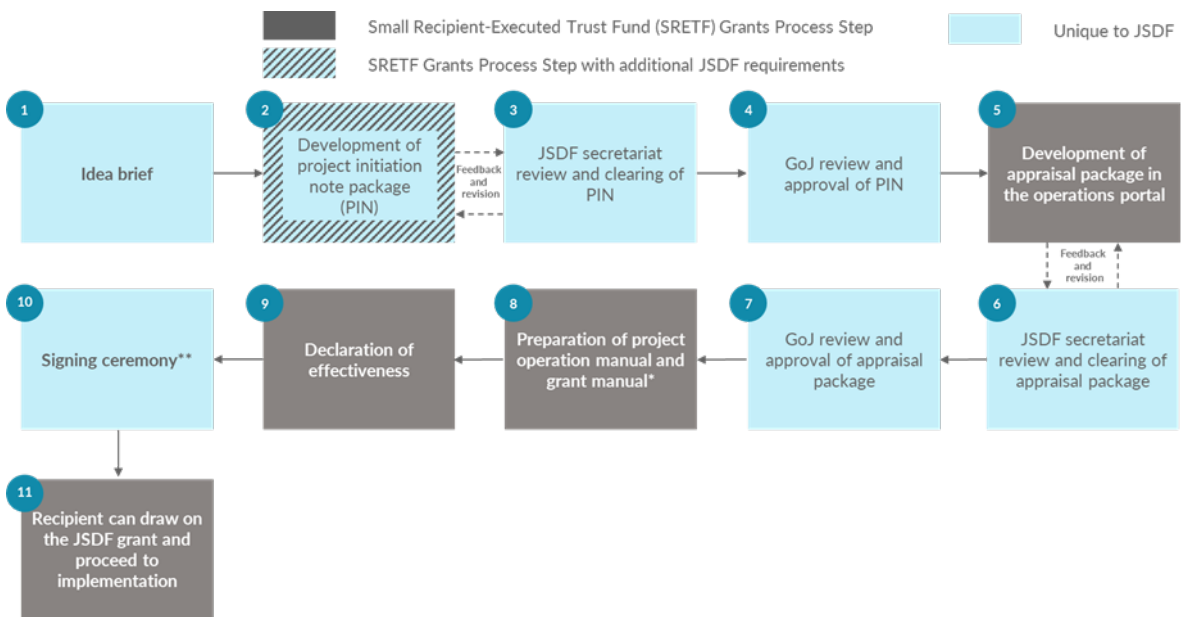 Small Recipient-Executed Trust Fund (SRETF) Grants Process Step
Unique to JSDF
SRETF Grants Process Step with additional JSDF requirements
1
Idea brief
2
Development of
project initiation
note package
(PIN)
Feedback
and
revision
3
JSDF secretariat
review and clearing of
PIN
4
GoJ review and
approval of PIN
5
Development of
appraisal package in
the operations portal
Feedback
and
revision
6
JSDF secretariat
review and clearing of
appraisal package
7
GoJ review and
approval of appraisal
package
8
Preparation of project
operation manual and
grant manual*
9
Declaration of
effectiveness
10
Signing ceremony**
11
Recipient can draw on
the JSDF grant and
proceed to
implementation